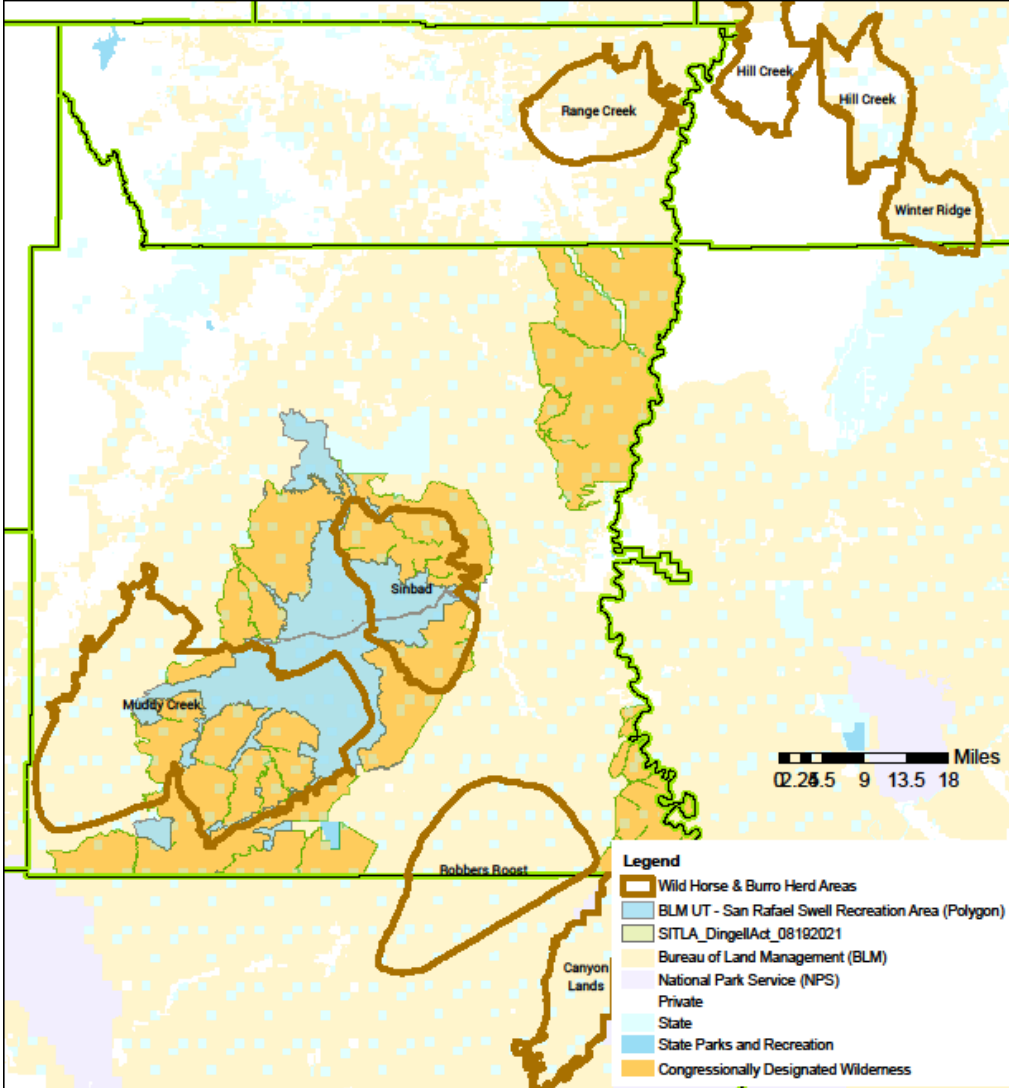 Hill Creek
Range Creek
Hill Creek
Winter Ridge
Sinbad
Muddy Creek
Miles
9 13.5 18
Robbers Roost
Canyon
Lands
Legend
Wild Horse & Burro Herd Areas
BLM UT - San Rafael Swell Recreation Area (Polygon)
SITLA_DingellAct_08192021
Bureau of Land Management (BLM)
National Park Service (NPS)
Private
State
State Parks and Recreation
Congressionally Designated Wilderness